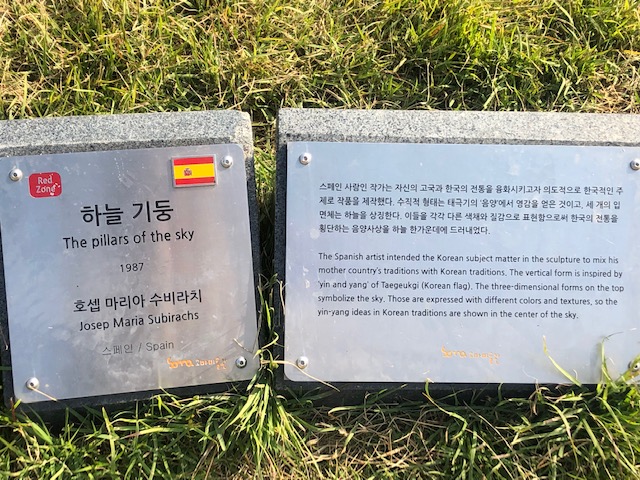 Red
Zone
하늘 기둥
The pillars of the sky
1987
호셉 마리아 수비라치
Josep Maria Subirachs
스페인 / Spain
soma
스페인 사람인 작가는 자신의 고국과 한국의 전통을 융화시키고자 의도적으로 한국적인 주
제로 작품을 제작했다. 수직적 형태는 태극기의 '음양'에서 영감을 얻은 것이고, 세 개의 입
면체는 하늘을 상징한다. 이들을 각각 다른 색채와 질감으로 표현함으로써 한국의 전통을
횡단하는 음양사상을 하늘 한가운데에 드러내었다.
The Spanish artist intended the Korean subject matter in the sculpture to mix his
mother country's traditions with Korean traditions. The vertical form is inspired by
'yin and yang' of Taegeukgi (Korean flag). The three-dimensional forms on the top
symbolize the sky. Those are expressed with different colors and textures, so the
yin-yang ideas in Korean traditions are shown in the center of the sky.
soma